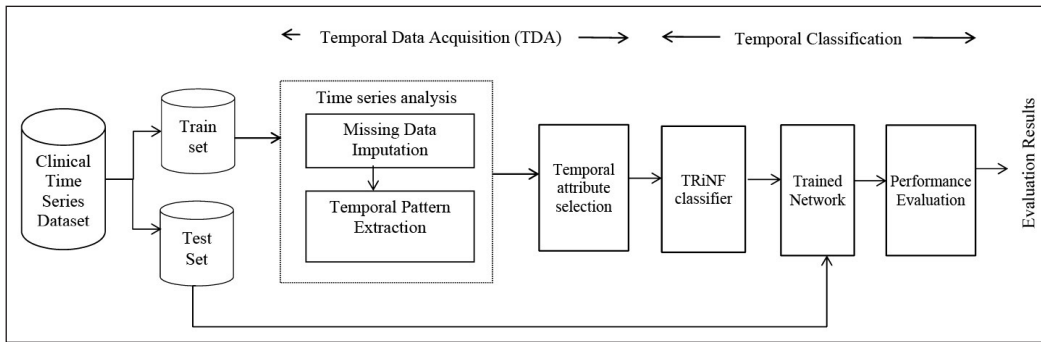 Temporal Data Acquisition (TDA)
Temporal Classification
Clinical
Time
Series
Dataset
Train
set
Test
Set
Time series analysis
Missing Data
Imputation
Temporal Pattern
Extraction
Temporal
attribute
selection
TRiNF
classifier
Trained
Network
Performance
Evaluation
Evaluation Results